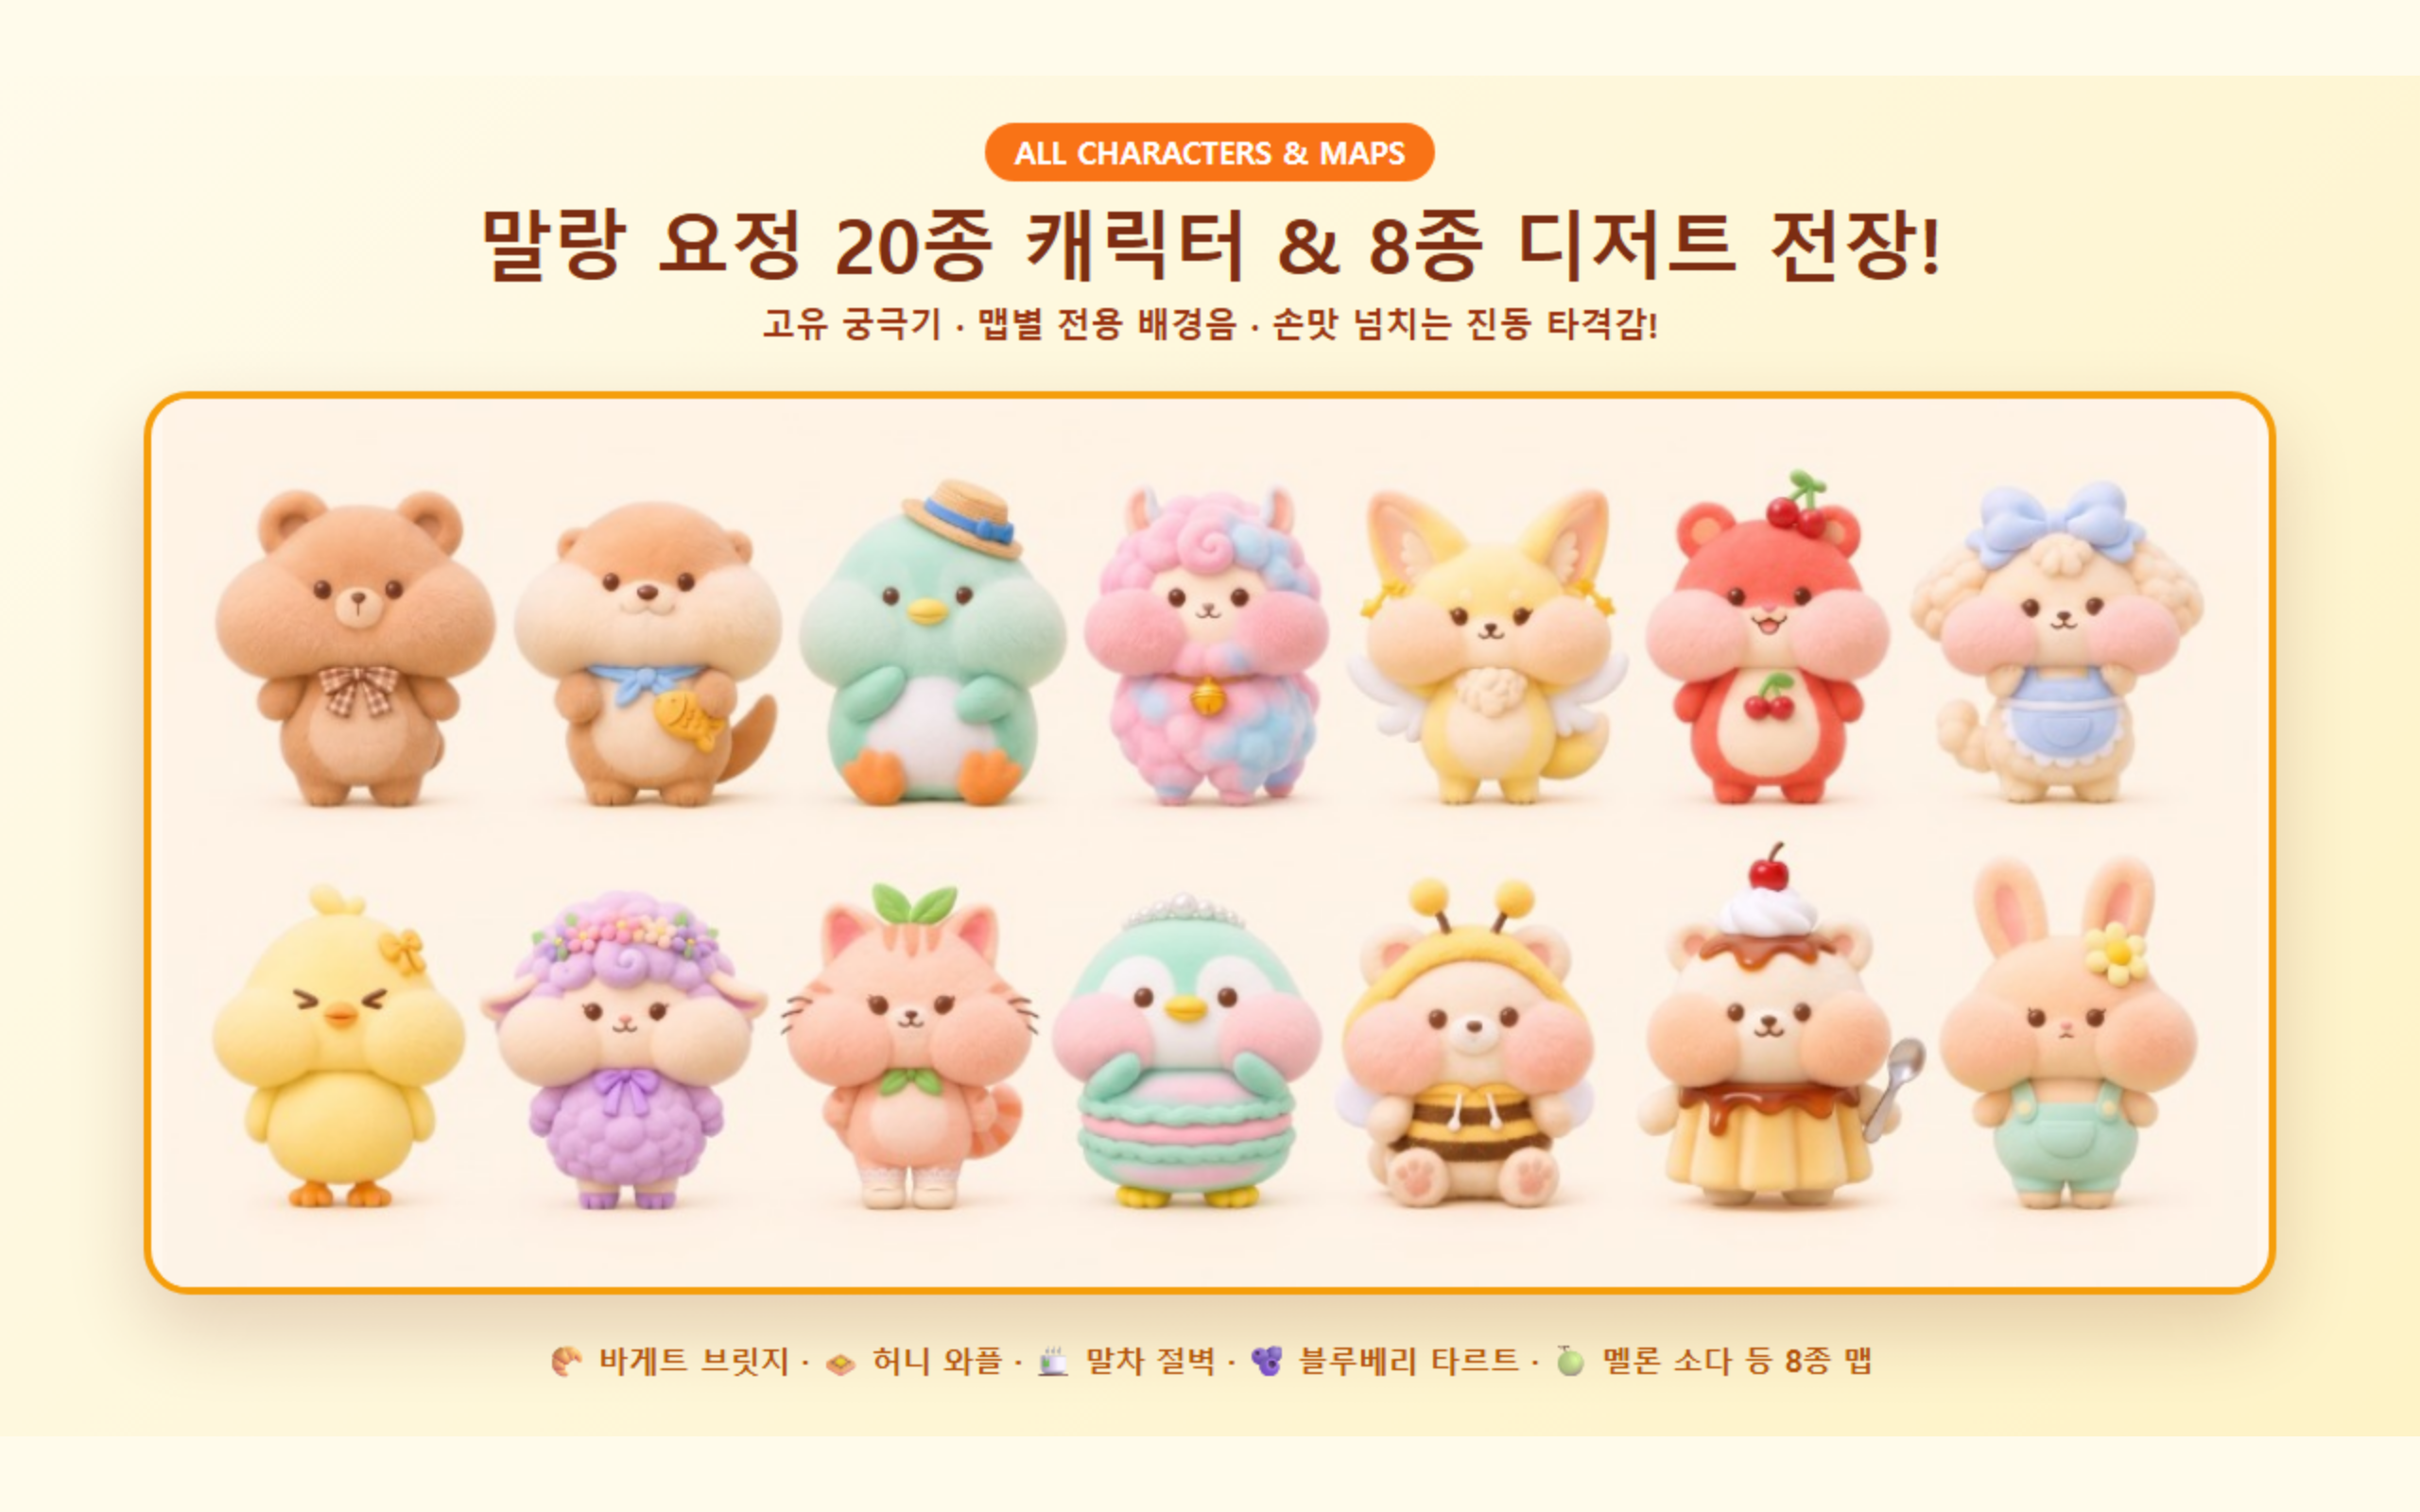 ALL CHARACTERS & MAPS
말랑 요정 20종 캐릭터 & 8종 디저트 전장!
고유 궁극기 · 맵별 전용 배경음 · 손맛 넘치는 진동 타격감!
🥐 바게트 브릿지 · 🧇 허니 와플 · 🍵 말차 절벽 · 🫐 블루베리 타르트 · 🍈 멜론 소다 등 8종 맵